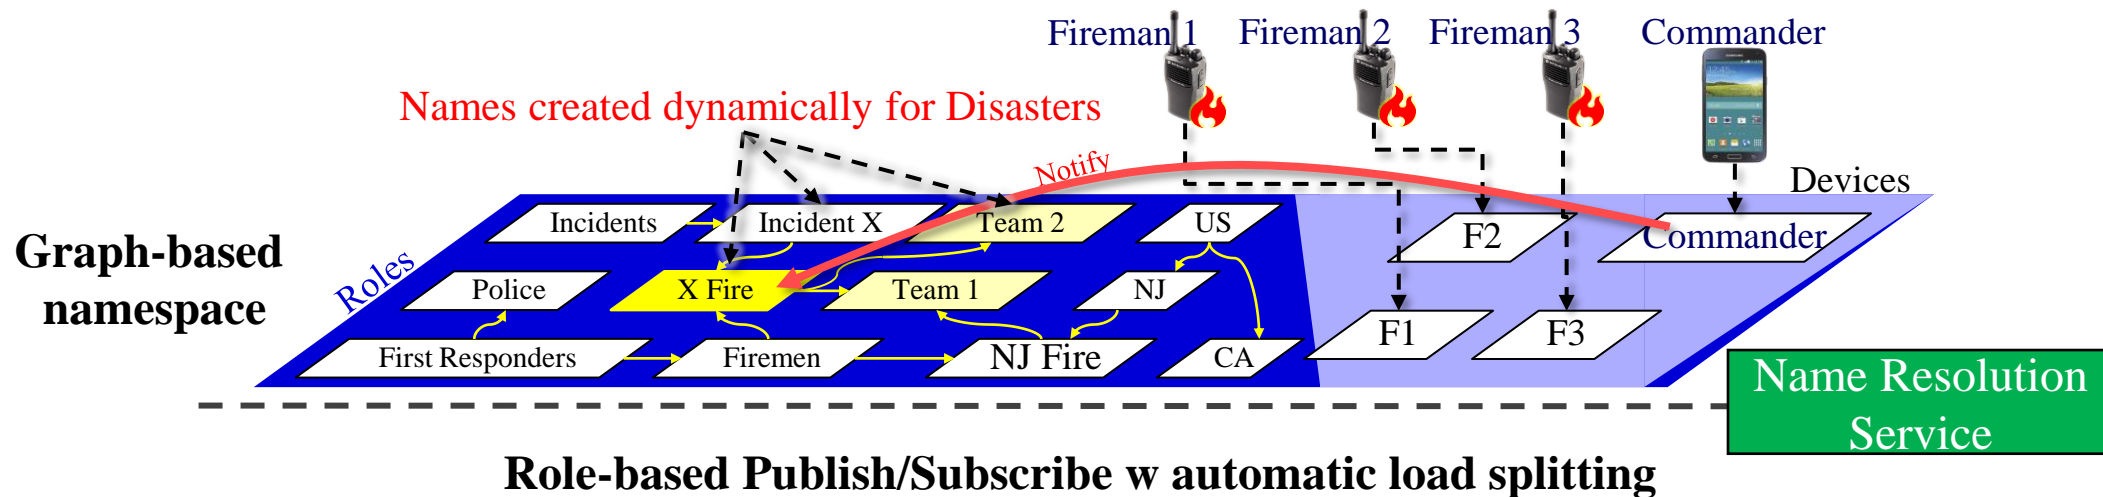 Fireman 1
Fireman 2
Fireman 3
Commander
Names created dynamically for Disasters
Notify
Devices
Roles
Graph-based
namespace
Incidents
Incident X
Team 2
US
F2
Commander
Police
X Fire
Team 1
NJ
First Responders
Firemen
NJ Fire
CA
F1
F3
Name Resolution
Service
Role-based Publish/Subscribe w automatic load splitting